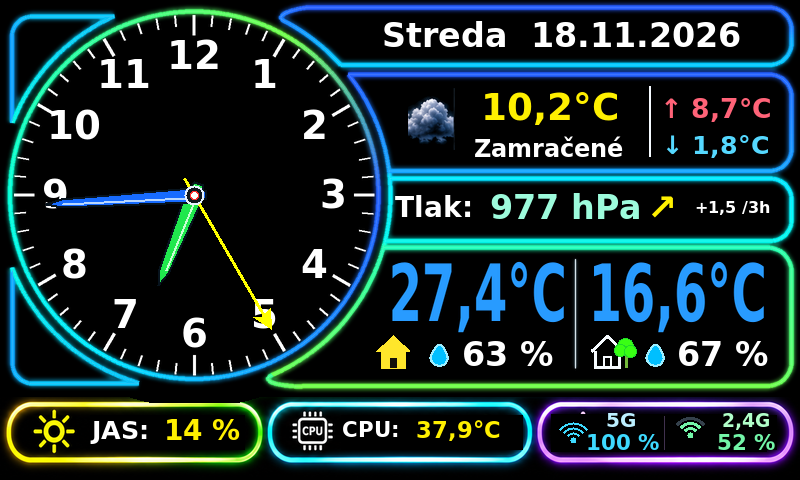 12
1
2
3
4
5
6
7
8
9
10
11
Streda 18.11.2026
10,2°C
Zamračené
↑ 8,7°C
↓ 1,8°C
Tlak: 977 hPa ↗ +1,5 /3h
27,4°C
63 %
16,6°C
67 %
JAS: 14 %
CPU
CPU: 37,9°C
5G
100 %
2,4G
52 %